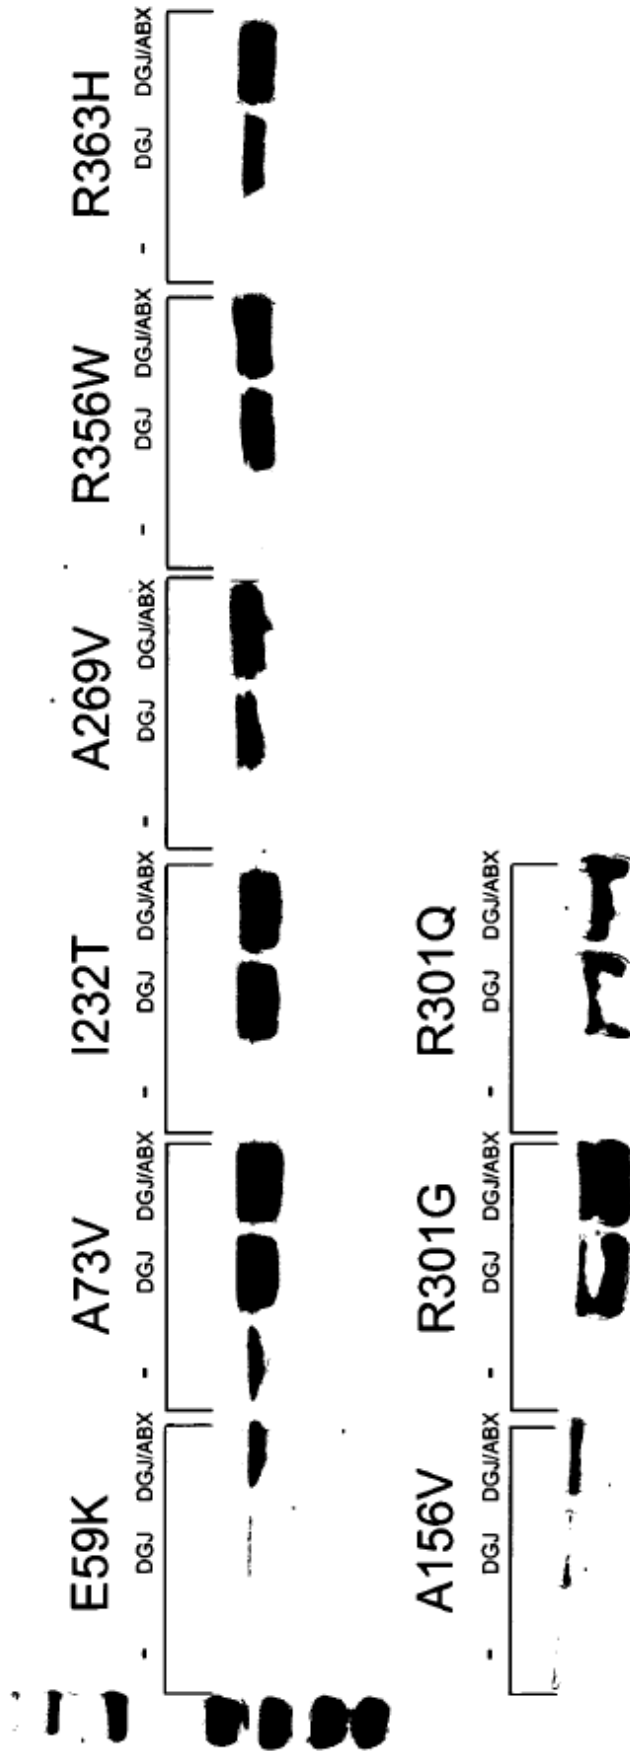 E59K A73V I232T A269V R356W R363H
- DGJ DGJ/ABX - DGJ DGJ/ABX - DGJ DGJ/ABX - DGJ DGJ/ABX - DGJ DGJ/ABX - DGJ DGJ/ABX
A156V R301G R301Q
- DGJ DGJ/ABX - DGJ DGJ/ABX - DGJ DGJ/ABX